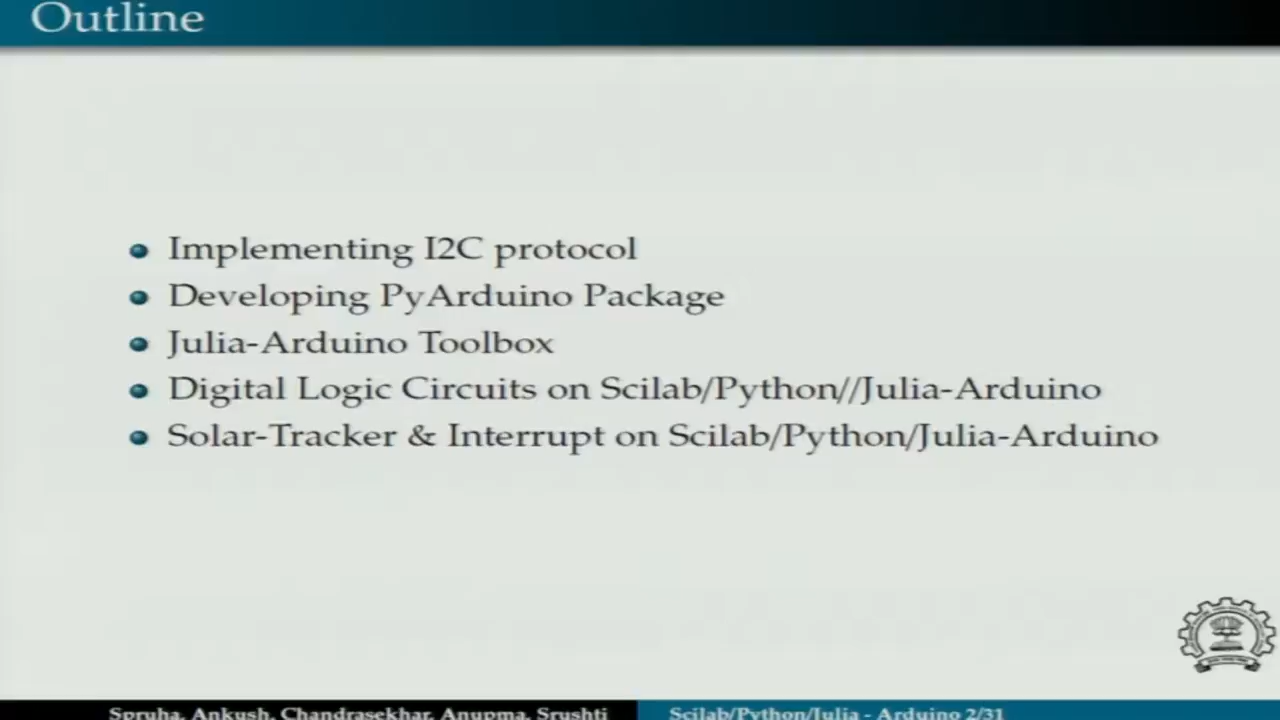 Outline
Implementing I2C protocol
Developing PyArduino Package
Julia-Arduino Toolbox
Digital Logic Circuits on Scilab/Python//Julia-Arduino
Solar-Tracker & Interrupt on Scilab/Python/Julia-Arduino
Spruha, Ankush, Chandrasekhar, Anupma, Srushti
Scilab/Python/Julia - Arduino 2/31